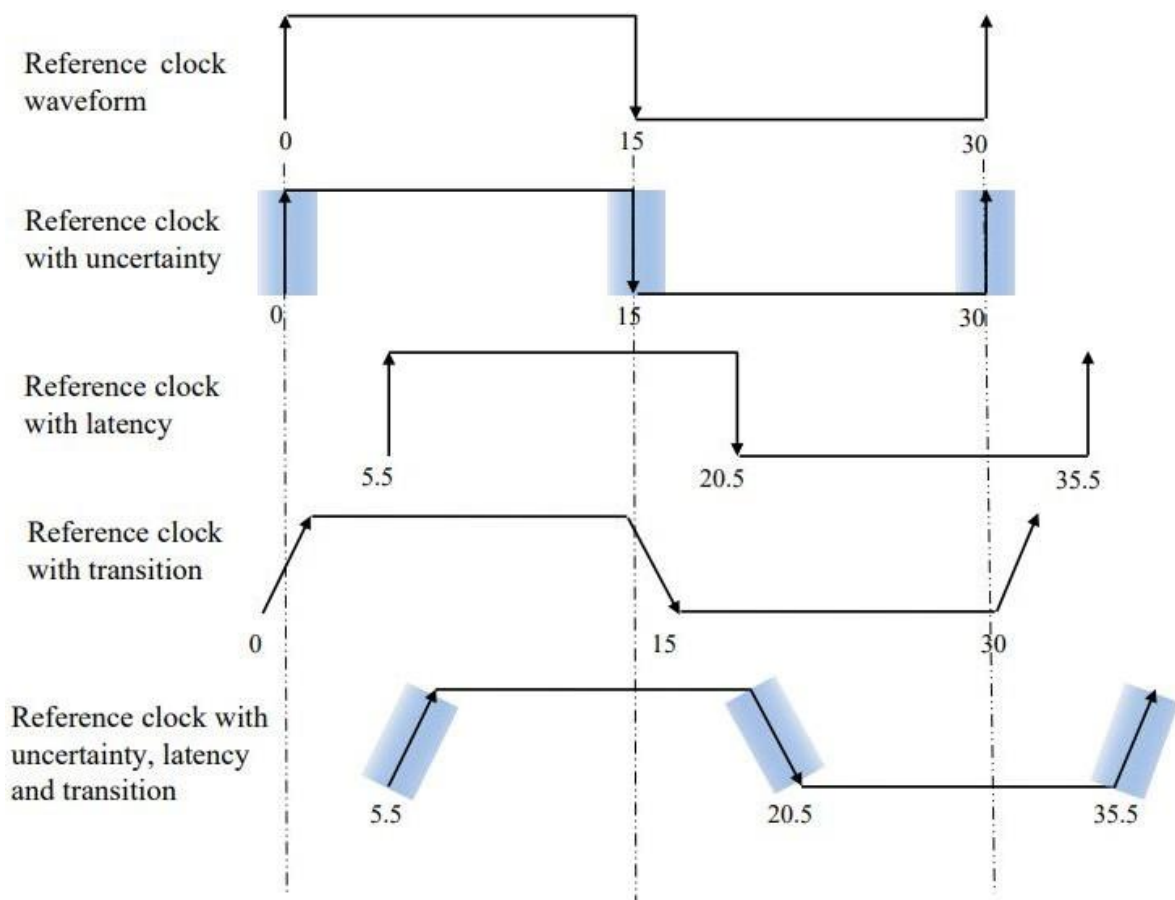 Reference clock
waveform
0 15 30
Reference clock
with uncertainty
0 15 30
Reference clock
with latency
5.5 20.5 35.5
Reference clock
with transition
0 15 30
Reference clock with
uncertainty, latency
and transition
5.5 20.5 35.5